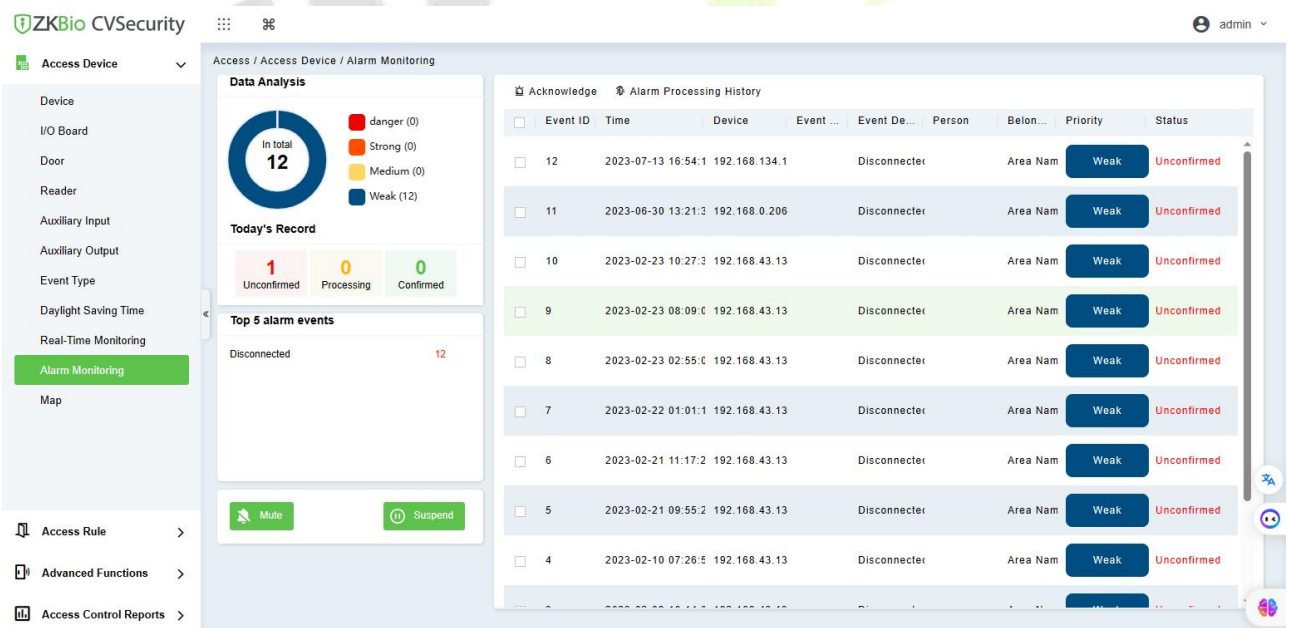 ZKBio CVSecurity
admin
Access Device
Device
I/O Board
Door
Reader
Auxiliary Input
Auxiliary Output
Event Type
Daylight Saving Time
Real-Time Monitoring
Alarm Monitoring
Map
Access Rule
Advanced Functions
Access Control Reports
Access / Access Device / Alarm Monitoring
Data Analysis
In total
12
danger (0)
Strong (0)
Medium (0)
Weak (12)
Today's Record
1 0 0
Unconfirmed Processing Confirmed
Top 5 alarm events
Disconnected 12
Mute Suspend
Acknowledge Alarm Processing History
Event ID Time Device Event ... Event De... Person Belon... Priority Status
12 2023-07-13 16:54:1 192.168.134.1 Disconnected Area Nam Weak Unconfirmed
11 2023-06-30 13:21:3 192.168.0.206 Disconnected Area Nam Weak Unconfirmed
10 2023-02-23 10:27:3 192.168.43.13 Disconnected Area Nam Weak Unconfirmed
9 2023-02-23 08:09:0 192.168.43.13 Disconnected Area Nam Weak Unconfirmed
8 2023-02-23 02:55:0 192.168.43.13 Disconnected Area Nam Weak Unconfirmed
7 2023-02-22 01:01:1 192.168.43.13 Disconnected Area Nam Weak Unconfirmed
6 2023-02-21 11:17:2 192.168.43.13 Disconnected Area Nam Weak Unconfirmed
5 2023-02-21 09:55:2 192.168.43.13 Disconnected Area Nam Weak Unconfirmed
4 2023-02-10 07:26:5 192.168.43.13 Disconnected Area Nam Weak Unconfirmed